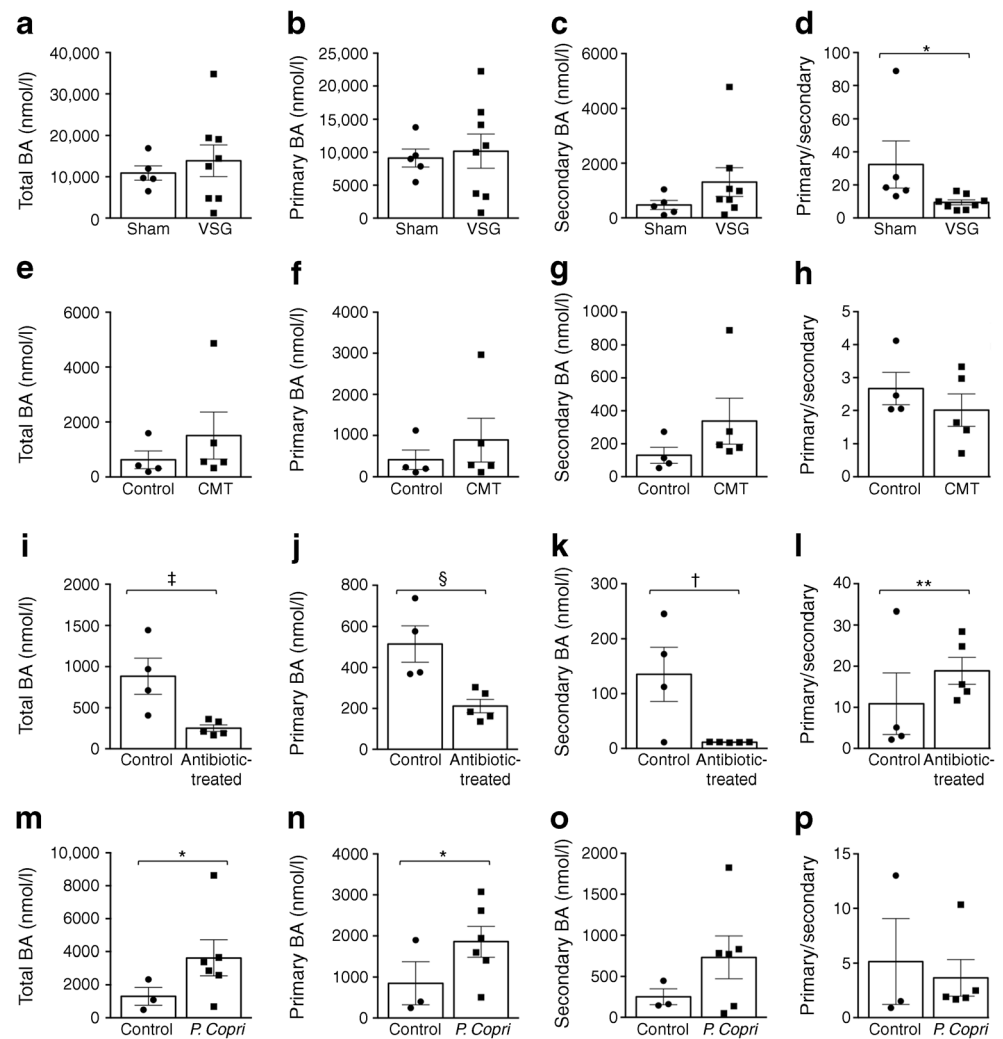 a
Total BA (nmol/l)
40,000
30,000
20,000
10,000
0
Sham VSG
b
Primary BA (nmol/l)
25,000
20,000
15,000
10,000
5000
0
Sham VSG
c
Secondary BA (nmol/l)
6000
4000
2000
0
Sham VSG
d
Primary/secondary
100
80
60
40
20
0
*
Sham VSG
e
Total BA (nmol/l)
6000
4000
2000
0
Control CMT
f
Primary BA (nmol/l)
4000
3000
2000
1000
0
Control CMT
g
Secondary BA (nmol/l)
1000
800
600
400
200
0
Control CMT
h
Primary/secondary
5
4
3
2
1
0
Control CMT
i
Total BA (nmol/l)
2000
1500
1000
500
0
‡
Control Antibiotic-
treated
j
Primary BA (nmol/l)
800
600
400
200
0
§
Control Antibiotic-
treated
k
Secondary BA (nmol/l)
300
200
100
0
†
Control Antibiotic-
treated
l
Primary/secondary
40
30
20
10
0
**
Control Antibiotic-
treated
m
Total BA (nmol/l)
10,000
8000
6000
4000
2000
0
*
Control P. Copri
n
Primary BA (nmol/l)
4000
3000
2000
1000
0
*
Control P. Copri
o
Secondary BA (nmol/l)
2000
1500
1000
500
0
Control P. Copri
p
Primary/secondary
15
10
5
0
Control P. Copri